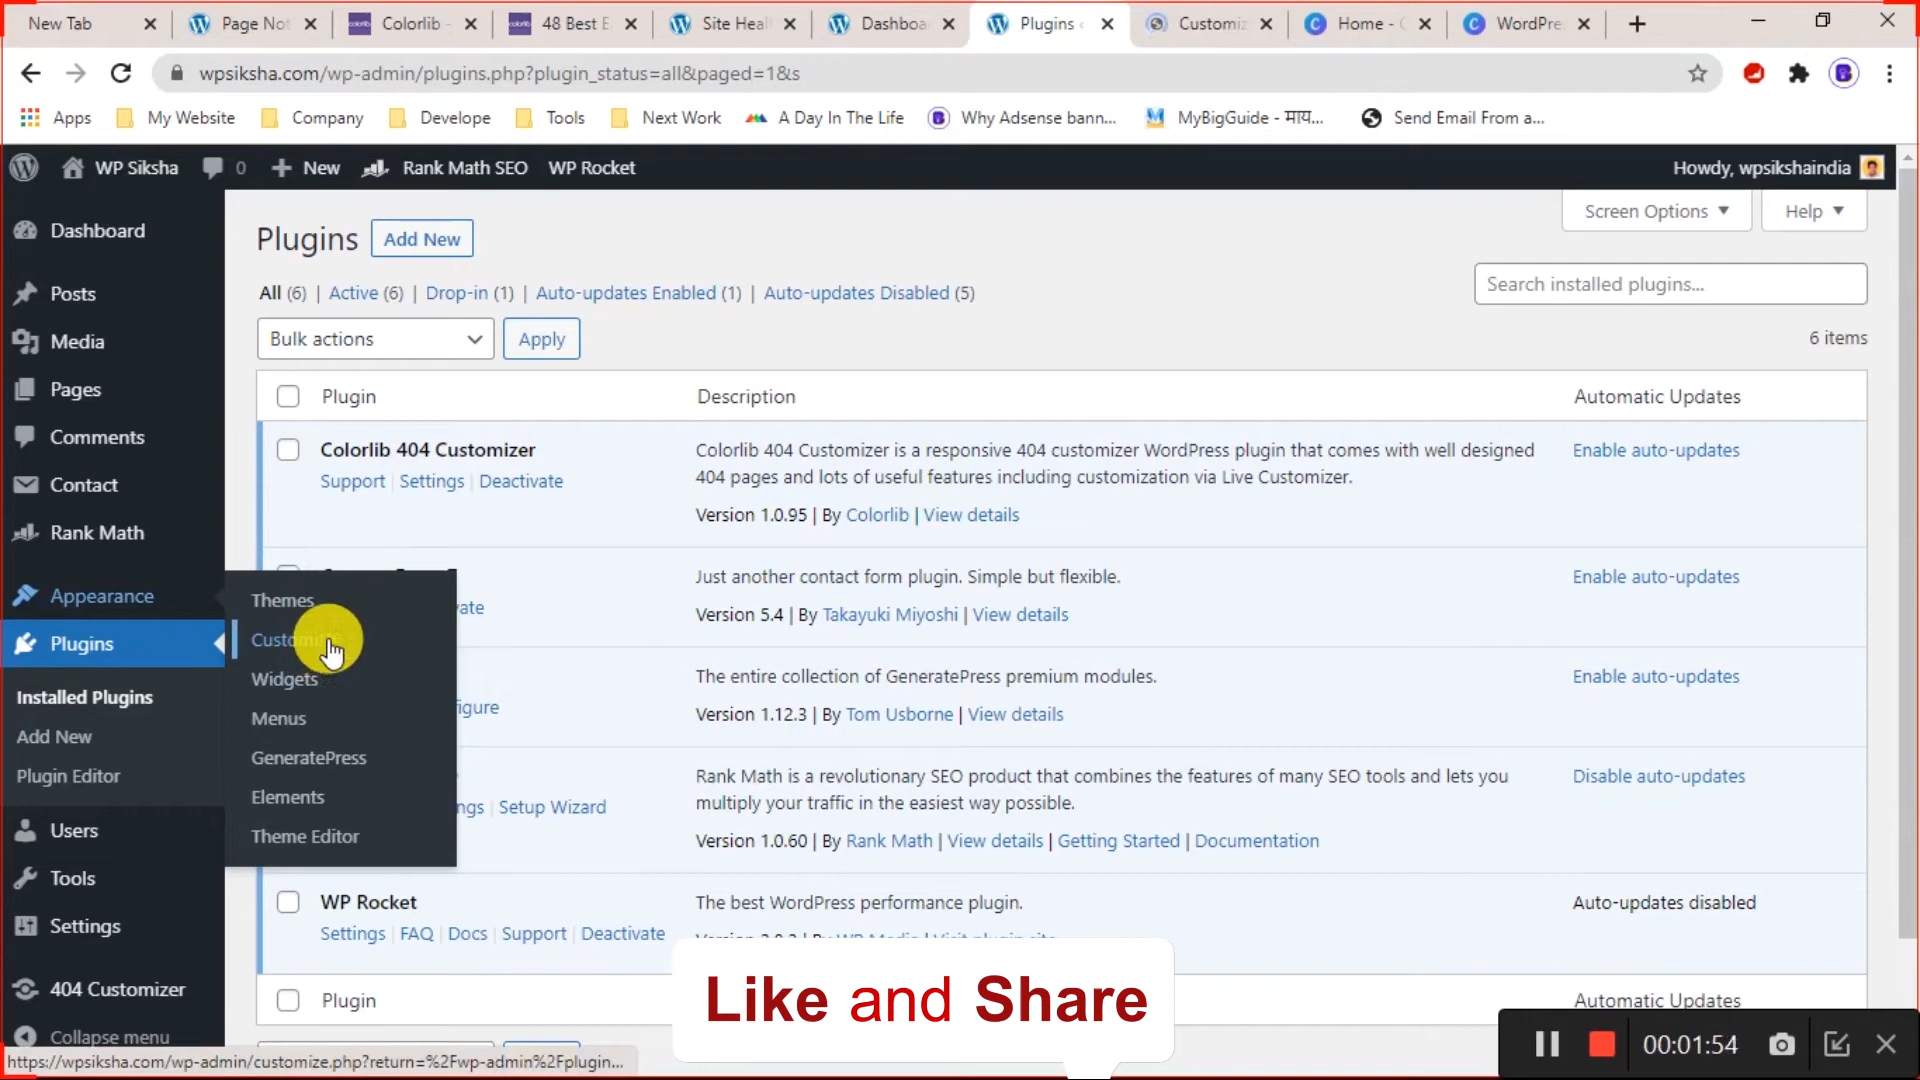 New Tab
Page Not
Colorlib -
48 Best E
Site Heal
Dashboa
Plugins
Customiz
Home - C
WordPre
wpsiksha.com/wp-admin/plugins.php?plugin_status=all&paged=1&s
Apps
My Website
Company
Develope
Tools
Next Work
A Day In The Life
Why Adsense bann...
MyBigGuide - माय...
Send Email From a...
WP Siksha
0
New
Rank Math SEO
WP Rocket
Howdy, wpsikshaindia
Screen Options
Help
Dashboard
Posts
Media
Pages
Comments
Contact
Rank Math
Appearance
Plugins
Installed Plugins
Add New
Plugin Editor
Users
Tools
Settings
404 Customizer
Collapse menu
Themes
Widgets
Menus
GeneratePress
Elements
Theme Editor
Plugins
Add New
All (6) | Active (6) | Drop-in (1) | Auto-updates Enabled (1) | Auto-updates Disabled (5)
Search installed plugins...
Bulk actions
Apply
6 items
Plugin
Description
Automatic Updates
Colorlib 404 Customizer
Support | Settings | Deactivate
Colorlib 404 Customizer is a responsive 404 customizer WordPress plugin that comes with well designed
404 pages and lots of useful features including customization via Live Customizer.
Version 1.0.95 | By Colorlib | View details
Enable auto-updates
vate
Just another contact form plugin. Simple but flexible.
Version 5.4 | By Takayuki Miyoshi | View details
Enable auto-updates
igure
The entire collection of GeneratePress premium modules.
Version 1.12.3 | By Tom Usborne | View details
Enable auto-updates
ngs | Setup Wizard
Rank Math is a revolutionary SEO product that combines the features of many SEO tools and lets you
multiply your traffic in the easiest way possible.
Version 1.0.60 | By Rank Math | View details | Getting Started | Documentation
Disable auto-updates
WP Rocket
Settings | FAQ | Docs | Support | Deactivate
The best WordPress performance plugin.
Auto-updates disabled
Plugin
Automatic Updates
Like and Share
https://wpsiksha.com/wp-admin/customize.php?return=%2Fwp-admin%2Fplugin...
00:01:54